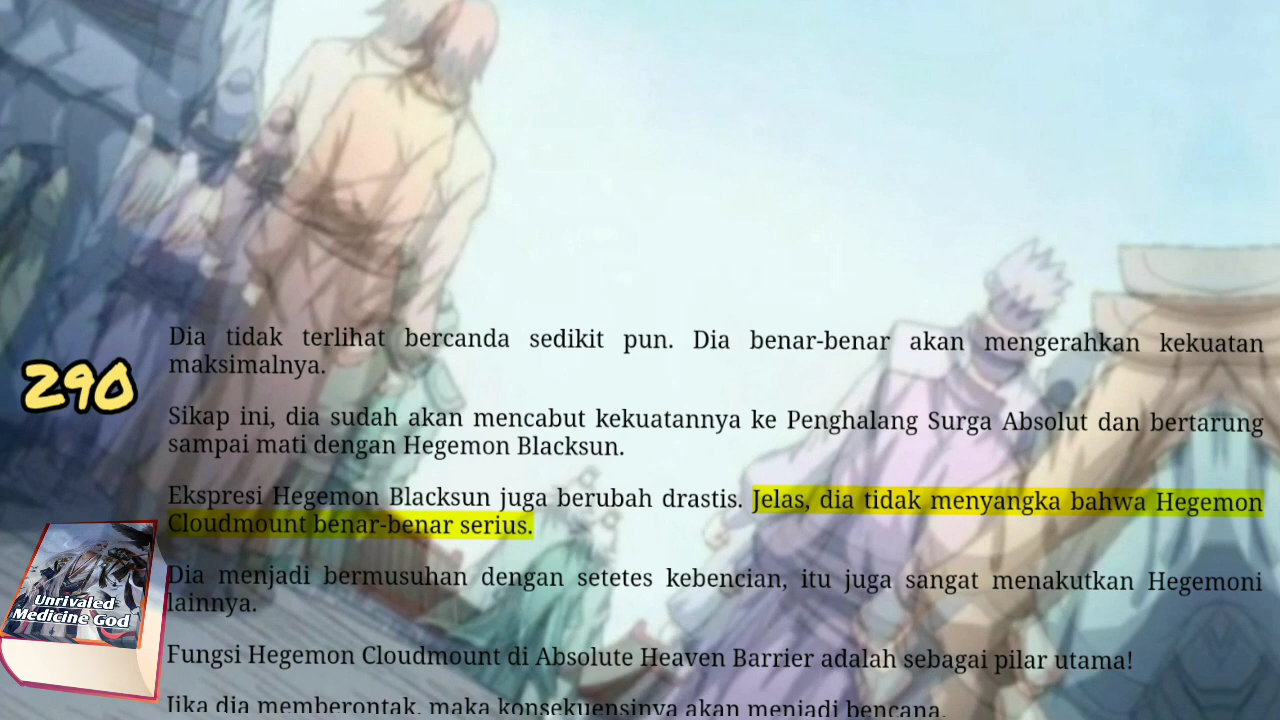 Dia tidak terlihat bercanda sedikit pun. Dia benar-benar akan mengerahkan kekuatan
maksimalnya.
Sikap ini, dia sudah akan mencabut kekuatannya ke Penghalang Surga Absolut dan bertarung
sampai mati dengan Hegemon Blacksun.
290
Ekspresi Hegemon Blacksun juga berubah drastis. Jelas, dia tidak menyangka bahwa Hegemon
Cloudmount benar-benar serius.
Dia menjadi bermusuhan dengan setetes kebencian, itu juga sangat menakutkan Hegemoni
lainnya.
Unrivaled
Medicine God
Fungsi Hegemon Cloudmount di Absolute Heaven Barrier adalah sebagai pilar utama!
Jika dia memberontak, maka konsekuensinya akan menjadi bencana.